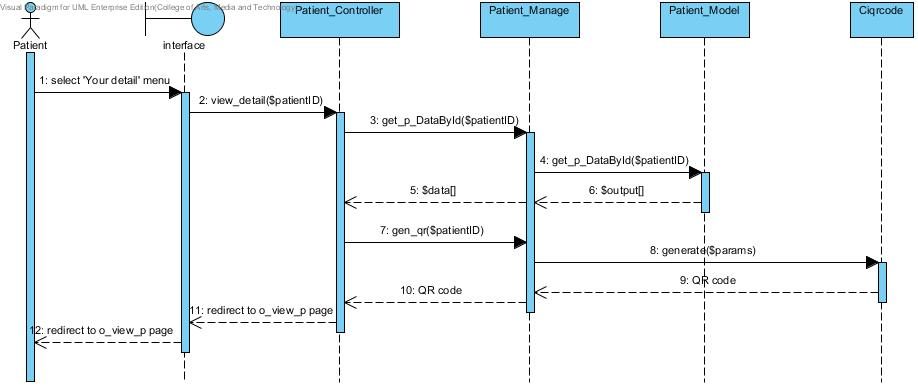 Visual Paradigm for UML Enterprise Edition(College of Arts, Media and Technology)
Patient
interface
Patient_Controller
Patient_Manage
Patient_Model
Ciqrcode
1: select 'Your detail' menu
2: view_detail($patientID)
3: get_p_DataById($patientID)
4: get_p_DataById($patientID)
5: $data[]
6: $output[]
7: gen_qr($patientID)
8: generate($params)
9: QR code
10: QR code
11: redirect to o_view_p page
12: redirect to o_view_p page